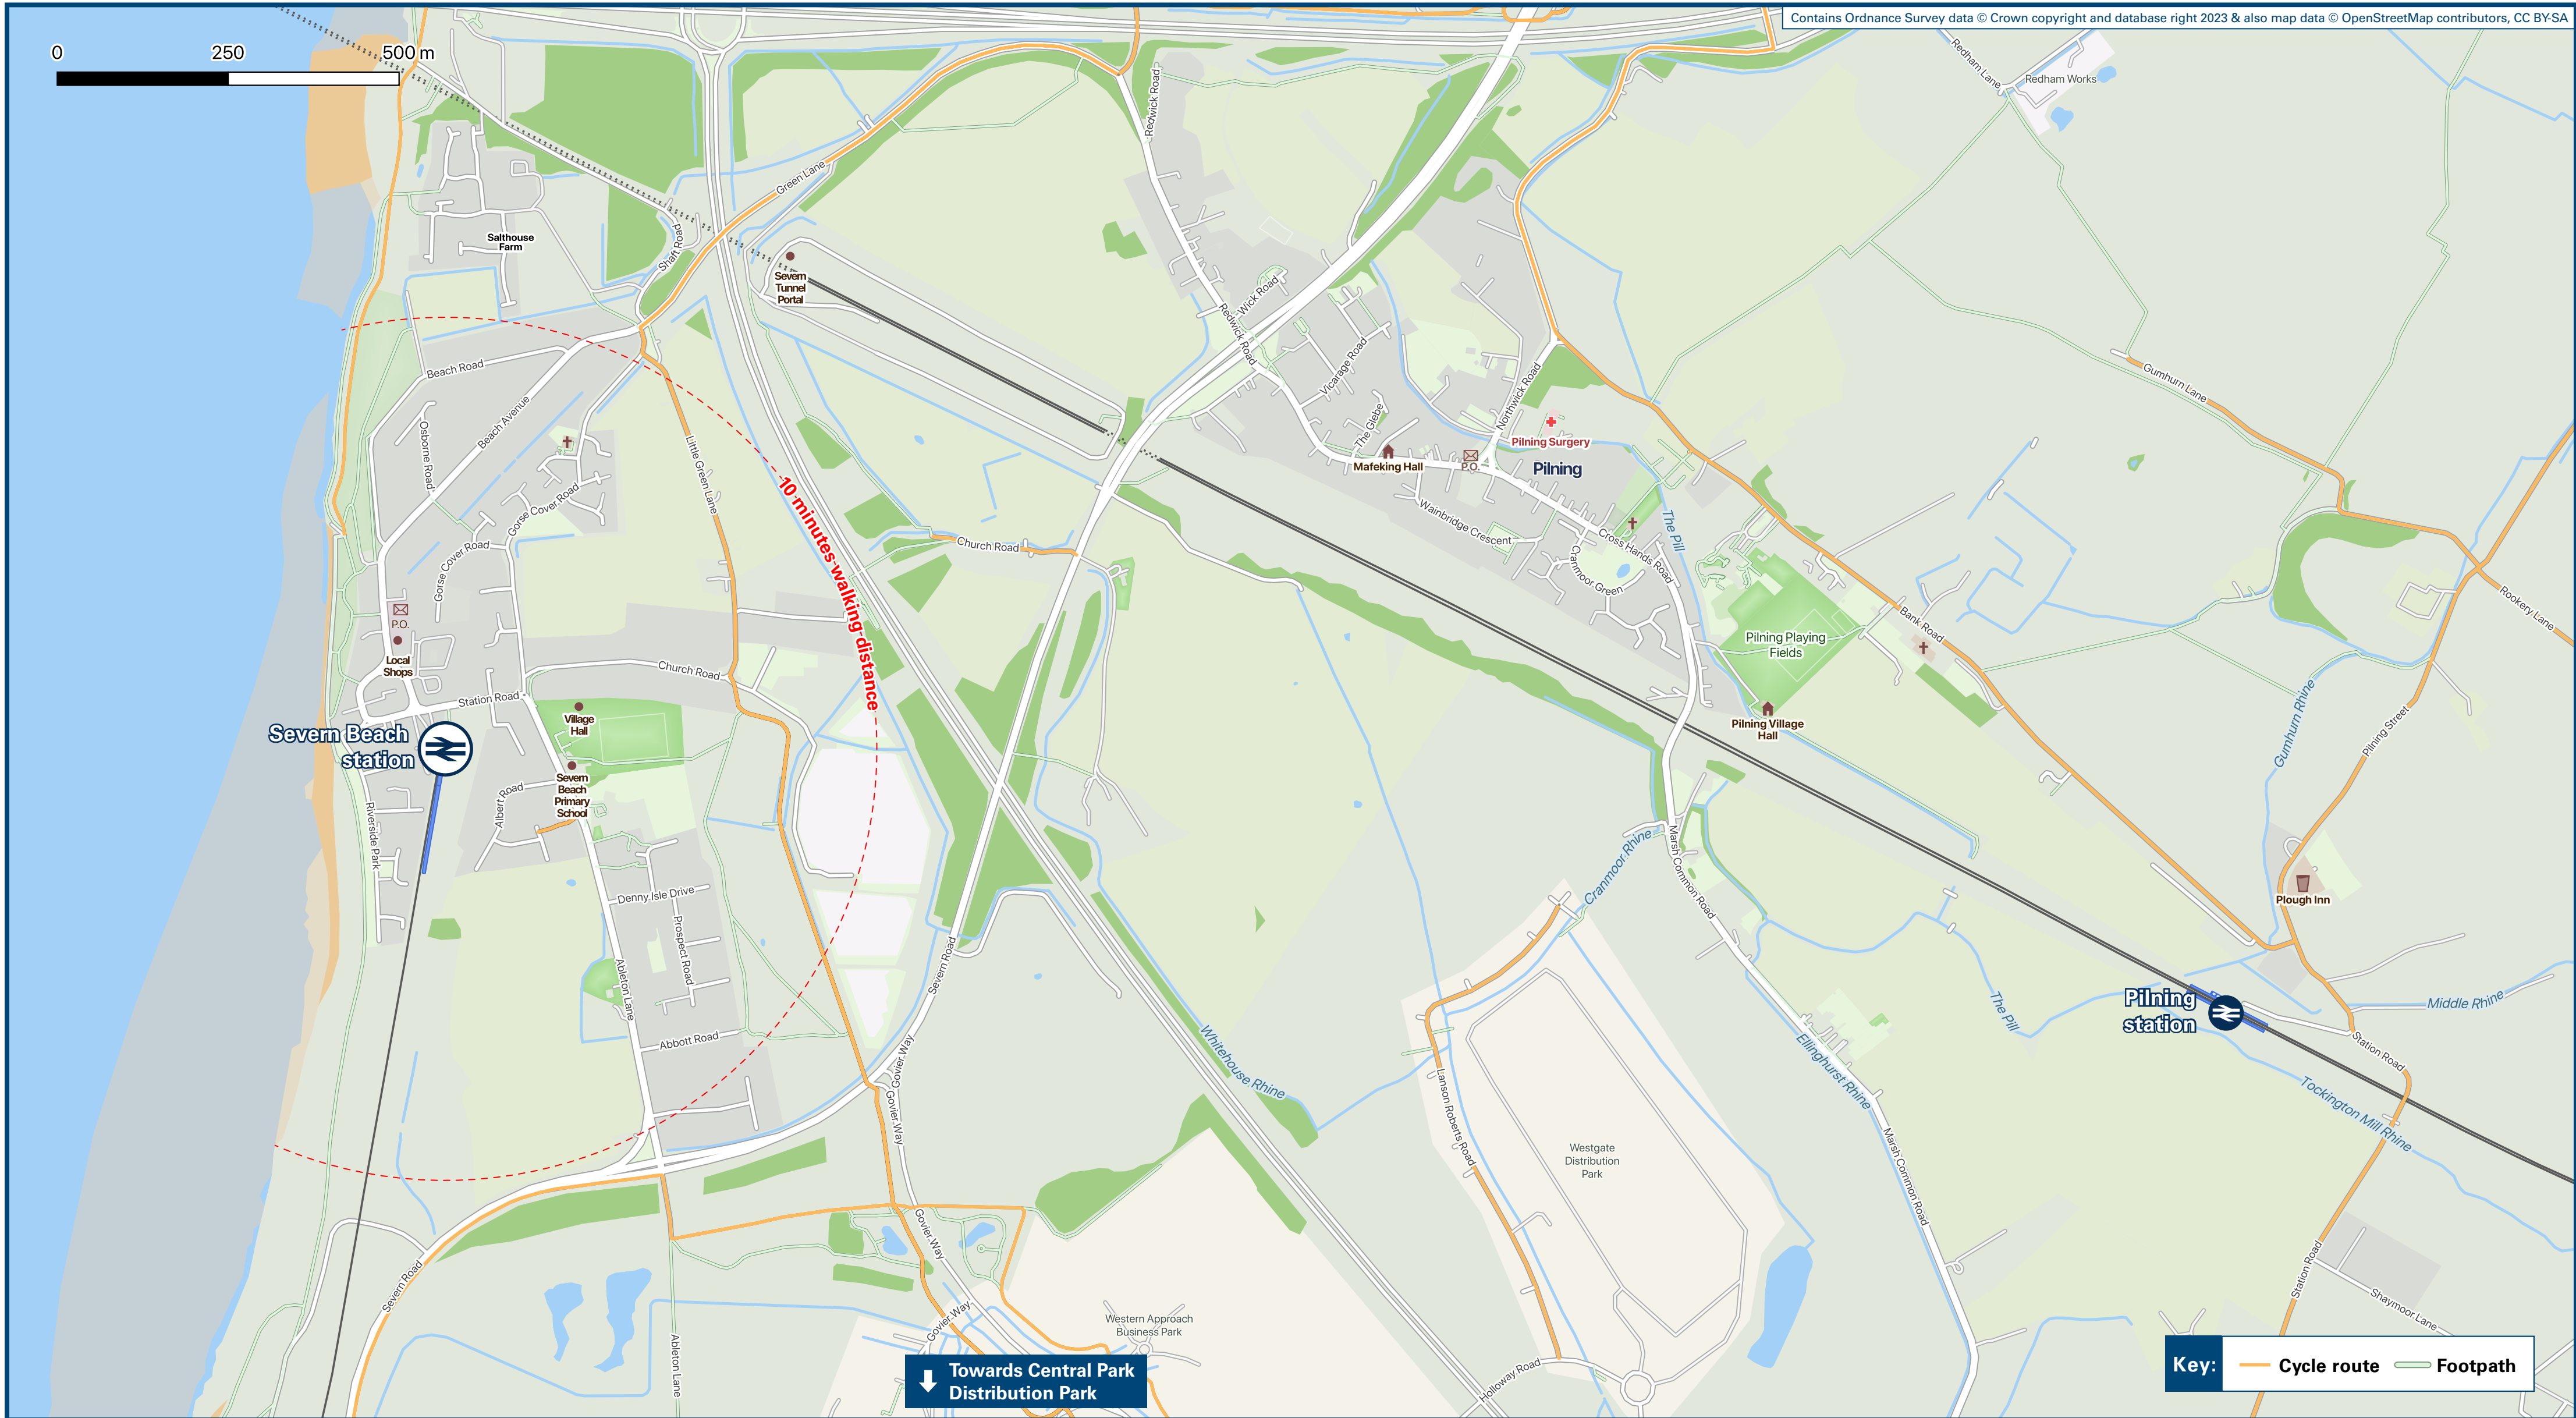 Contains Ordnance Survey data © Crown copyright and database right 2023 & also map data © OpenStreetMap contributors, CC BY-SA
0 250 500 m
Redham Lane
Redham Works
Redwick Road
Green Lane
Salthouse
Farm
Shaft Road
Severn
Tunnel
Portal
Wick Road
Redwick Road
Vicarage Road
Northwick Road
The Glebe
Beach Road
Beach Avenue
Osborne Road
Little Green Lane
Gumhurn Lane
Pilning Surgery
Mafeking Hall
P.O.
Pilning
10 minutes walking distance
Gorse Cover Road
Gorse Cover Road
Church Road
Wainbridge Crescent
Cross Hands Road
Cranmoor Green
The Pill
Bank Road
Rookery Lane
P.O.
Local
Shops
Pilning Playing
Fields
Church Road
Station Road
Village
Hall
Pilning Village
Hall
Gumhurn Rhine
Pilning Street
Severn Beach
station
Severn
Beach
Primary
School
Albert Road
Riverside Park
Cranmoor Rhine
Marsh Common Road
Plough Inn
Denny Isle Drive
Prospect Road
Ableton Lane
Severn Road
Abbott Road
Govier Way
Govier Way
Whitehouse Rhine
Lanson Roberts Road
Ellinghurst Rhine
The Pill
Pilning
station
Middle Rhine
Station Road
Tockington Mill Rhine
Westgate
Distribution
Park
Marsh Common Road
Govier Way
Severn Road
Station Road
Shaymoor Lane
Govier Way
Western Approach
Business Park
Ableton Lane
Holloway Road
Towards Central Park
Distribution Park
Key: Cycle route Footpath